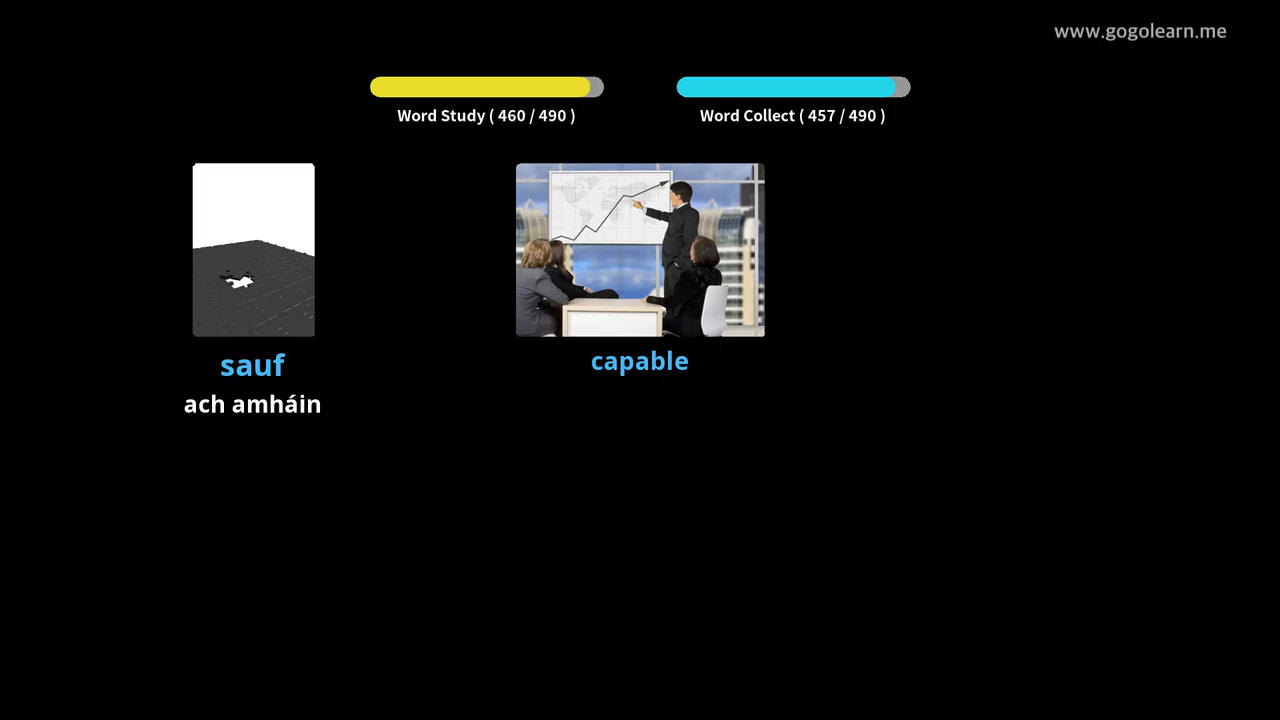 www.gogolearn.me
Word Study ( 460 / 490 )
Word Collect ( 457 / 490 )
sauf
ach amháin
capable